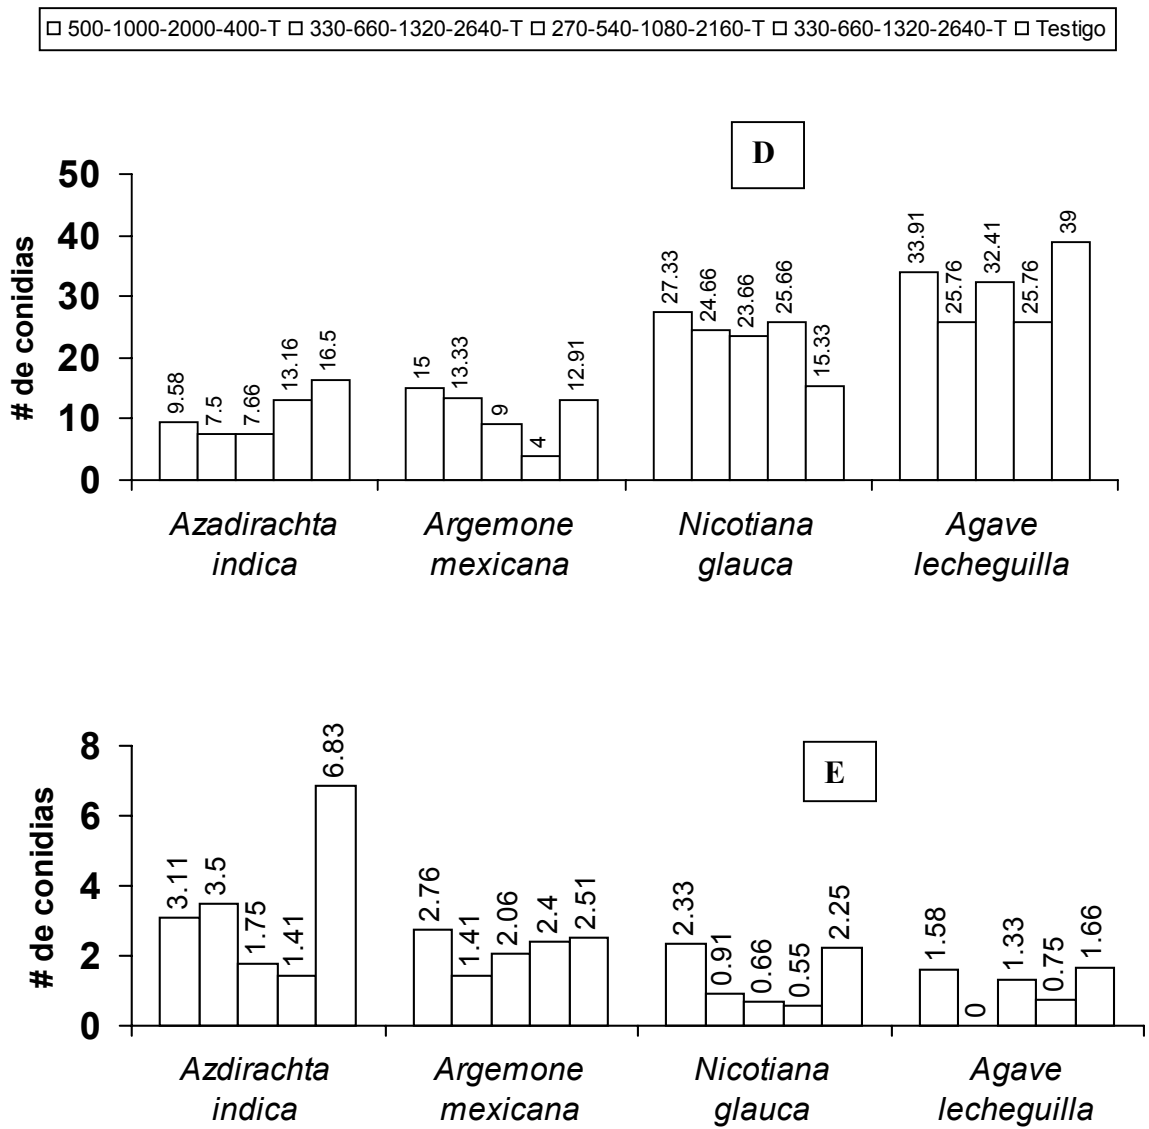 500-1000-2000-400-T 330-660-1320-2640-T 270-540-1080-2160-T 330-660-1320-2640-T Testigo
D
# de conidias
50
40
30
20
10
0
9.58
7.5
7.66
13.16
16.5
15
13.33
9
4
12.91
27.33
24.66
23.66
25.66
15.33
33.91
25.76
32.41
25.76
39
Azadirachta
indica
Argemone
mexicana
Nicotiana
glauca
Agave
lecheguilla
E
# de conidias
8
6
4
2
0
3.11
3.5
1.75
1.41
6.83
2.76
1.41
2.06
2.4
2.51
2.33
0.91
0.66
0.55
2.25
1.58
0
1.33
0.75
1.66
Azdirachta
indica
Argemone
mexicana
Nicotiana
glauca
Agave
lecheguilla